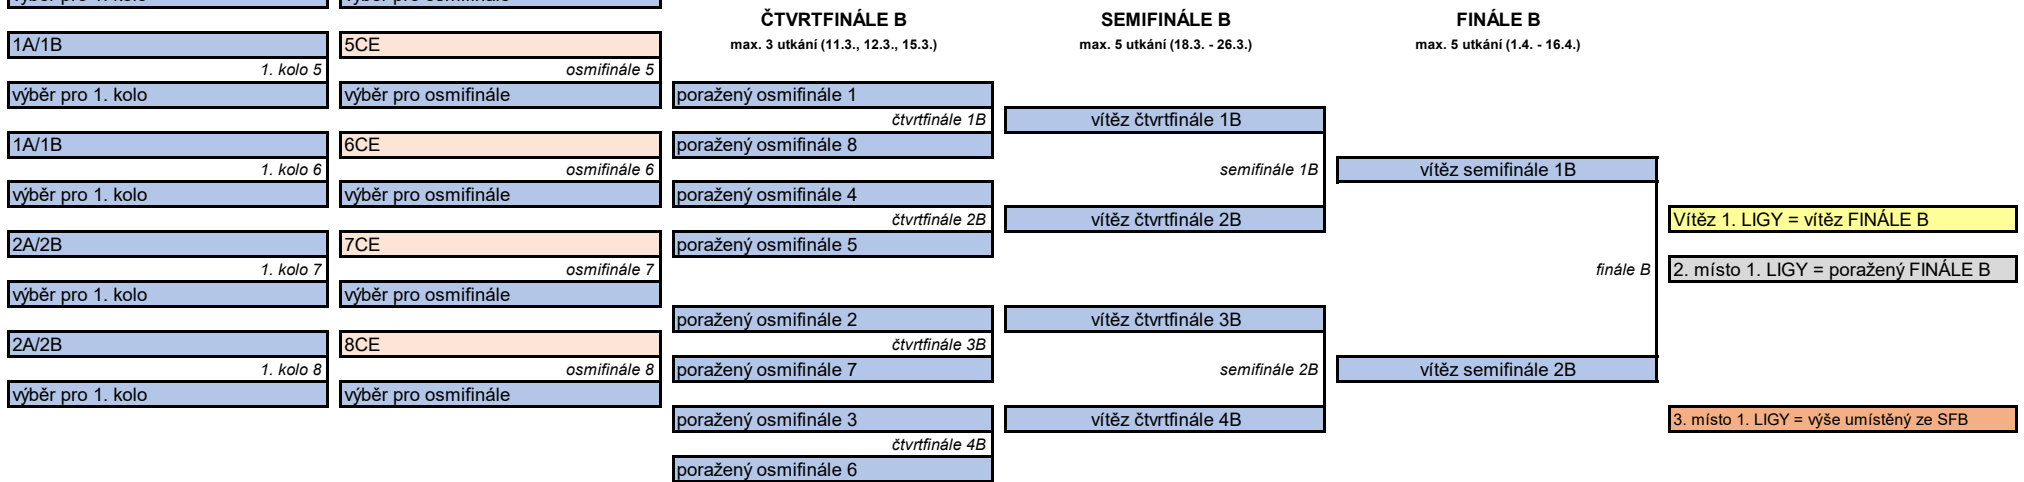 výběr pro 1. kolo
výběr pro osmifinále
1A/1B
1. kolo 5
výběr pro 1. kolo
1A/1B
1. kolo 6
výběr pro 1. kolo
2A/2B
1. kolo 7
výběr pro 1. kolo
2A/2B
1. kolo 8
výběr pro 1. kolo
5CE
osmifinále 5
výběr pro osmifinále
6CE
osmifinále 6
výběr pro osmifinále
7CE
osmifinále 7
výběr pro osmifinále
8CE
osmifinále 8
výběr pro osmifinále
ČTVRTFINÁLE B
max. 3 utkání (11.3., 12.3., 15.3.)
poražený osmifinále 1
čtvrtfinále 1B
poražený osmifinále 8
poražený osmifinále 4
čtvrtfinále 2B
poražený osmifinále 5
poražený osmifinále 2
čtvrtfinále 3B
poražený osmifinále 7
poražený osmifinále 3
čtvrtfinále 4B
poražený osmifinále 6
SEMIFINÁLE B
max. 5 utkání (18.3. - 26.3.)
vítěz čtvrtfinále 1B
semifinále 1B
vítěz čtvrtfinále 2B
vítěz čtvrtfinále 3B
semifinále 2B
vítěz čtvrtfinále 4B
FINÁLE B
max. 5 utkání (1.4. - 16.4.)
vítěz semifinále 1B
finále B
vítěz semifinále 2B
Vítěz 1. LIGY = vítěz FINÁLE B
2. místo 1. LIGY = poražený FINÁLE B
3. místo 1. LIGY = výše umístěný ze SFB